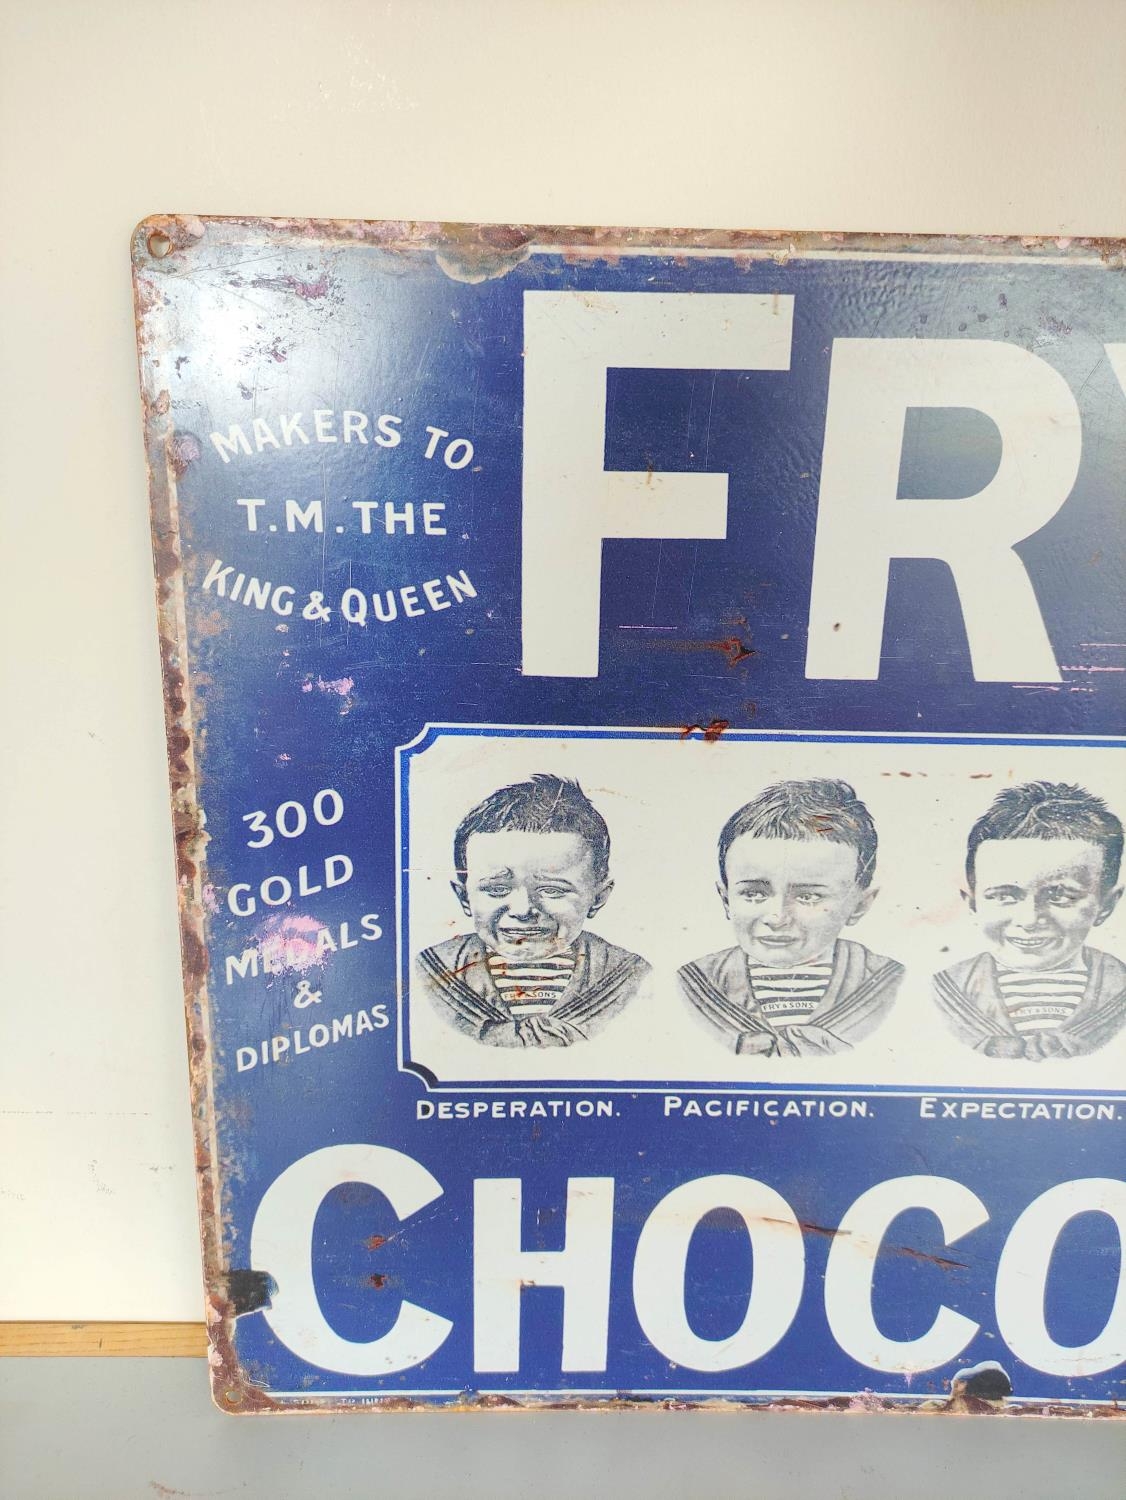 FRY
MAKERS TO
T.M. THE
KING & QUEEN
300
GOLD
MEDALS
&
DIPLOMAS
FRY & SONS
FRY & SONS
FRY & SONS
DESPERATION. PACIFICATION. EXPECTATION.
CHOCO